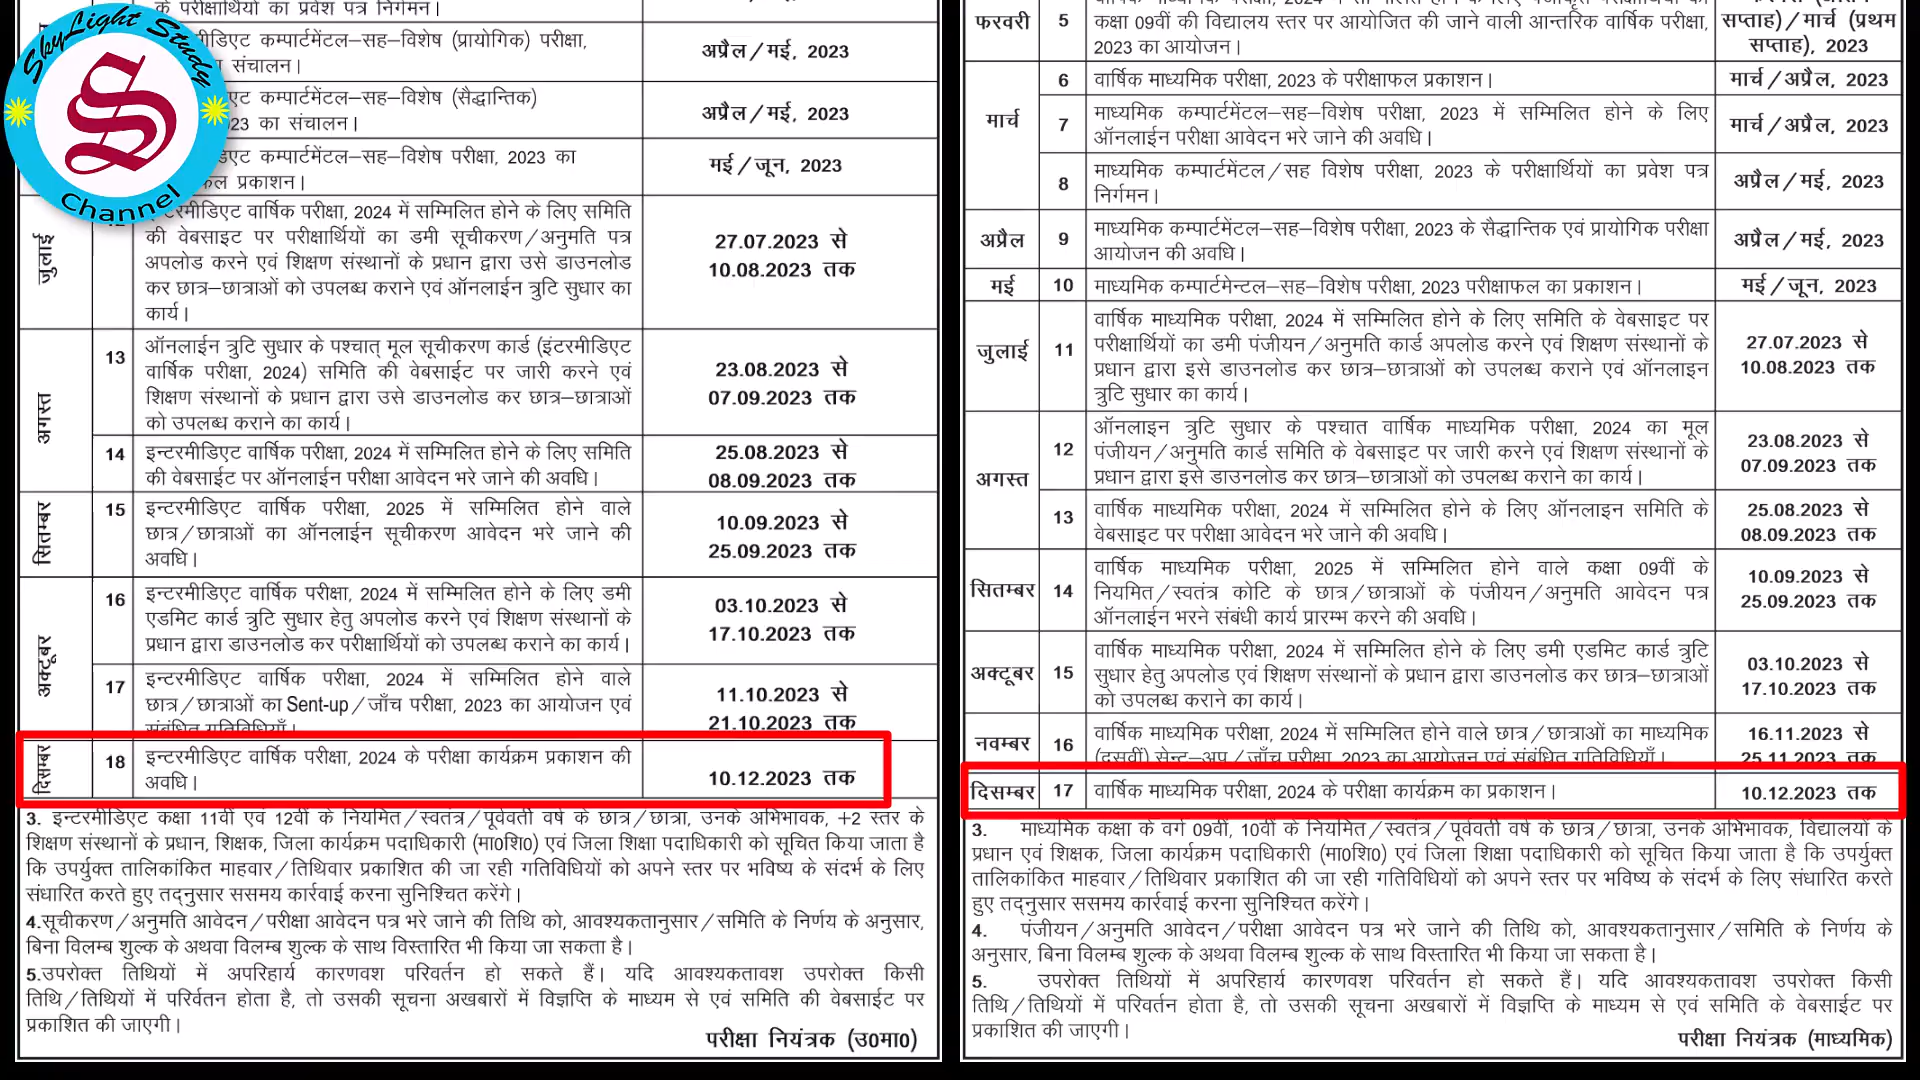 SkyLight Study
S
Channel
के परीक्षार्थियों का प्रवेश पत्र निर्गमन।
कम्पार्टमेंटल–सह–विशेष (प्रायोगिक) परीक्षा,
संचालन।
अप्रैल/मई, 2023
कम्पार्टमेंटल–सह–विशेष (सैद्धान्तिक)
का संचालन।
अप्रैल/मई, 2023
कम्पार्टमेंटल–सह–विशेष परीक्षा, 2023 का
प्रकाशन।
मई/जून, 2023
जुलाई
इन्टरमीडिएट वार्षिक परीक्षा, 2024 में सम्मिलित होने के लिए समिति
की वेबसाइट पर परीक्षार्थियों का डमी सूचीकरण/अनुमति पत्र
अपलोड करने एवं शिक्षण संस्थानों के प्रधान द्वारा उसे डाउनलोड
कर छात्र–छात्राओं को उपलब्ध कराने एवं ऑनलाईन त्रुटि सुधार का
कार्य।
27.07.2023 से
10.08.2023 तक
अगस्त
13
ऑनलाईन त्रुटि सुधार के पश्चात् मूल सूचीकरण कार्ड (इंटरमीडिएट
वार्षिक परीक्षा, 2024) समिति की वेबसाईट पर जारी करने एवं
शिक्षण संस्थानों के प्रधान द्वारा उसे डाउनलोड कर छात्र–छात्राओं
को उपलब्ध कराने का कार्य।
23.08.2023 से
07.09.2023 तक
14
इन्टरमीडिएट वार्षिक परीक्षा, 2024 में सम्मिलित होने के लिए समिति
की वेबसाईट पर ऑनलाईन परीक्षा आवेदन भरे जाने की अवधि।
25.08.2023 से
08.09.2023 तक
सितम्बर
15
इन्टरमीडिएट वार्षिक परीक्षा, 2025 में सम्मिलित होने वाले
छात्र/छात्राओं का ऑनलाईन सूचीकरण आवेदन भरे जाने की
अवधि।
10.09.2023 से
25.09.2023 तक
अक्टूबर
16
इन्टरमीडिएट वार्षिक परीक्षा, 2024 में सम्मिलित होने के लिए डमी
एडमिट कार्ड त्रुटि सुधार हेतु अपलोड करने एवं शिक्षण संस्थानों के
प्रधान द्वारा डाउनलोड कर परीक्षार्थियों को उपलब्ध कराने का कार्य।
03.10.2023 से
17.10.2023 तक
17
इन्टरमीडिएट वार्षिक परीक्षा, 2024 में सम्मिलित होने वाले
छात्र/छात्राओं का Sent-up/जाँच परीक्षा, 2023 का आयोजन एवं
संबंधित गतिविधियाँ।
11.10.2023 से
21.10.2023 तक
दिसम्बर
18
इन्टरमीडिएट वार्षिक परीक्षा, 2024 के परीक्षा कार्यक्रम प्रकाशन की
अवधि।
10.12.2023 तक
3. इन्टरमीडिएट कक्षा 11वीं एवं 12वीं के नियमित/स्वतंत्र/पूर्ववर्ती वर्ष के छात्र/छात्रा, उनके अभिभावक, +2 स्तर के
शिक्षण संस्थानों के प्रधान, शिक्षक, जिला कार्यक्रम पदाधिकारी (मा0शि0) एवं जिला शिक्षा पदाधिकारी को सूचित किया जाता है
कि उपर्युक्त तालिकांकित माहवार/तिथिवार प्रकाशित की जा रही गतिविधियों को अपने स्तर पर भविष्य के संदर्भ के लिए
संधारित करते हुए तद्नुसार ससमय कार्रवाई करना सुनिश्चित करेंगे।
4.सूचीकरण/अनुमति आवेदन/परीक्षा आवेदन पत्र भरे जाने की तिथि को, आवश्यकतानुसार/समिति के निर्णय के अनुसार,
बिना विलम्ब शुल्क के अथवा विलम्ब शुल्क के साथ विस्तारित भी किया जा सकता है।
5.उपरोक्त तिथियों में अपरिहार्य कारणवश परिवर्तन हो सकते हैं। यदि आवश्यकतावश उपरोक्त किसी
तिथि/तिथियों में परिवर्तन होता है, तो उसकी सूचना अखबारों में विज्ञप्ति के माध्यम से एवं समिति की वेबसाईट पर
प्रकाशित की जाएगी।
परीक्षा नियंत्रक (उ0मा0)
फरवरी
5
कक्षा 09वीं की विद्यालय स्तर पर आयोजित की जाने वाली आन्तरिक वार्षिक परीक्षा,
2023 का आयोजन।
सप्ताह)/मार्च (प्रथम
सप्ताह), 2023
मार्च
6
वार्षिक माध्यमिक परीक्षा, 2023 के परीक्षाफल प्रकाशन।
मार्च/अप्रैल, 2023
7
माध्यमिक कम्पार्टमेंटल–सह–विशेष परीक्षा, 2023 में सम्मिलित होने के लिए
ऑनलाईन परीक्षा आवेदन भरे जाने की अवधि।
मार्च/अप्रैल, 2023
8
माध्यमिक कम्पार्टमेंटल/सह विशेष परीक्षा, 2023 के परीक्षार्थियों का प्रवेश पत्र
निर्गमन।
अप्रैल/मई, 2023
अप्रैल
9
माध्यमिक कम्पार्टमेंटल–सह–विशेष परीक्षा, 2023 के सैद्धान्तिक एवं प्रायोगिक परीक्षा
आयोजन की अवधि।
अप्रैल/मई, 2023
मई
10
माध्यमिक कम्पार्टमेन्टल–सह–विशेष परीक्षा, 2023 परीक्षाफल का प्रकाशन।
मई/जून, 2023
जुलाई
11
वार्षिक माध्यमिक परीक्षा, 2024 में सम्मिलित होने के लिए समिति के वेबसाइट पर
परीक्षार्थियों का डमी पंजीयन/अनुमति कार्ड अपलोड करने एवं शिक्षण संस्थानों के
प्रधान द्वारा इसे डाउनलोड कर छात्र–छात्राओं को उपलब्ध कराने एवं ऑनलाईन
त्रुटि सुधार का कार्य।
27.07.2023 से
10.08.2023 तक
अगस्त
12
ऑनलाइन त्रुटि सुधार के पश्चात वार्षिक माध्यमिक परीक्षा, 2024 का मूल
पंजीयन/अनुमति कार्ड समिति के वेबसाइट पर जारी करने एवं शिक्षण संस्थानों के
प्रधान द्वारा इसे डाउनलोड कर छात्र–छात्राओं को उपलब्ध कराने का कार्य।
23.08.2023 से
07.09.2023 तक
13
वार्षिक माध्यमिक परीक्षा, 2024 में सम्मिलित होने के लिए ऑनलाइन समिति के
वेबसाइट पर परीक्षा आवेदन भरे जाने की अवधि।
25.08.2023 से
08.09.2023 तक
सितम्बर
14
वार्षिक माध्यमिक परीक्षा, 2025 में सम्मिलित होने वाले कक्षा 09वीं के
नियमित/स्वतंत्र कोटि के छात्र/छात्राओं के पंजीयन/अनुमति आवेदन पत्र
ऑनलाईन भरने संबंधी कार्य प्रारम्भ करने की अवधि।
10.09.2023 से
25.09.2023 तक
अक्टूबर
15
वार्षिक माध्यमिक परीक्षा, 2024 में सम्मिलित होने के लिए डमी एडमिट कार्ड त्रुटि
सुधार हेतु अपलोड एवं शिक्षण संस्थानों के प्रधान द्वारा डाउनलोड कर छात्र–छात्राओं
को उपलब्ध कराने का कार्य।
03.10.2023 से
17.10.2023 तक
नवम्बर
16
वार्षिक माध्यमिक परीक्षा, 2024 में सम्मिलित होने वाले छात्र/छात्राओं का माध्यमिक
(दसवीं) सेन्ट–अप/जाँच परीक्षा, 2023 का आयोजन एवं संबंधित गतिविधियाँ।
16.11.2023 से
25.11.2023 तक
दिसम्बर
17
वार्षिक माध्यमिक परीक्षा, 2024 के परीक्षा कार्यक्रम का प्रकाशन।
10.12.2023 तक
3. माध्यमिक कक्षा के वर्ग 09वीं, 10वीं के नियमित/स्वतंत्र/पूर्ववर्ती वर्ष के छात्र/छात्रा, उनके अभिभावक, विद्यालयों के
प्रधान एवं शिक्षक, जिला कार्यक्रम पदाधिकारी (मा0शि0) एवं जिला शिक्षा पदाधिकारी को सूचित किया जाता है कि उपर्युक्त
तालिकांकित माहवार/तिथिवार प्रकाशित की जा रही गतिविधियों को अपने स्तर पर भविष्य के संदर्भ के लिए संधारित करते
हुए तद्नुसार ससमय कार्रवाई करना सुनिश्चित करेंगे।
4. पंजीयन/अनुमति आवेदन/परीक्षा आवेदन पत्र भरे जाने की तिथि को, आवश्यकतानुसार/समिति के निर्णय के
अनुसार, बिना विलम्ब शुल्क के अथवा विलम्ब शुल्क के साथ विस्तारित भी किया जा सकता है।
5. उपरोक्त तिथियों में अपरिहार्य कारणवश परिवर्तन हो सकते हैं। यदि आवश्यकतावश उपरोक्त किसी
तिथि/तिथियों में परिवर्तन होता है, तो उसकी सूचना अखबारों में विज्ञप्ति के माध्यम से एवं समिति के वेबसाईट पर
प्रकाशित की जाएगी।
परीक्षा नियंत्रक (माध्यमिक)